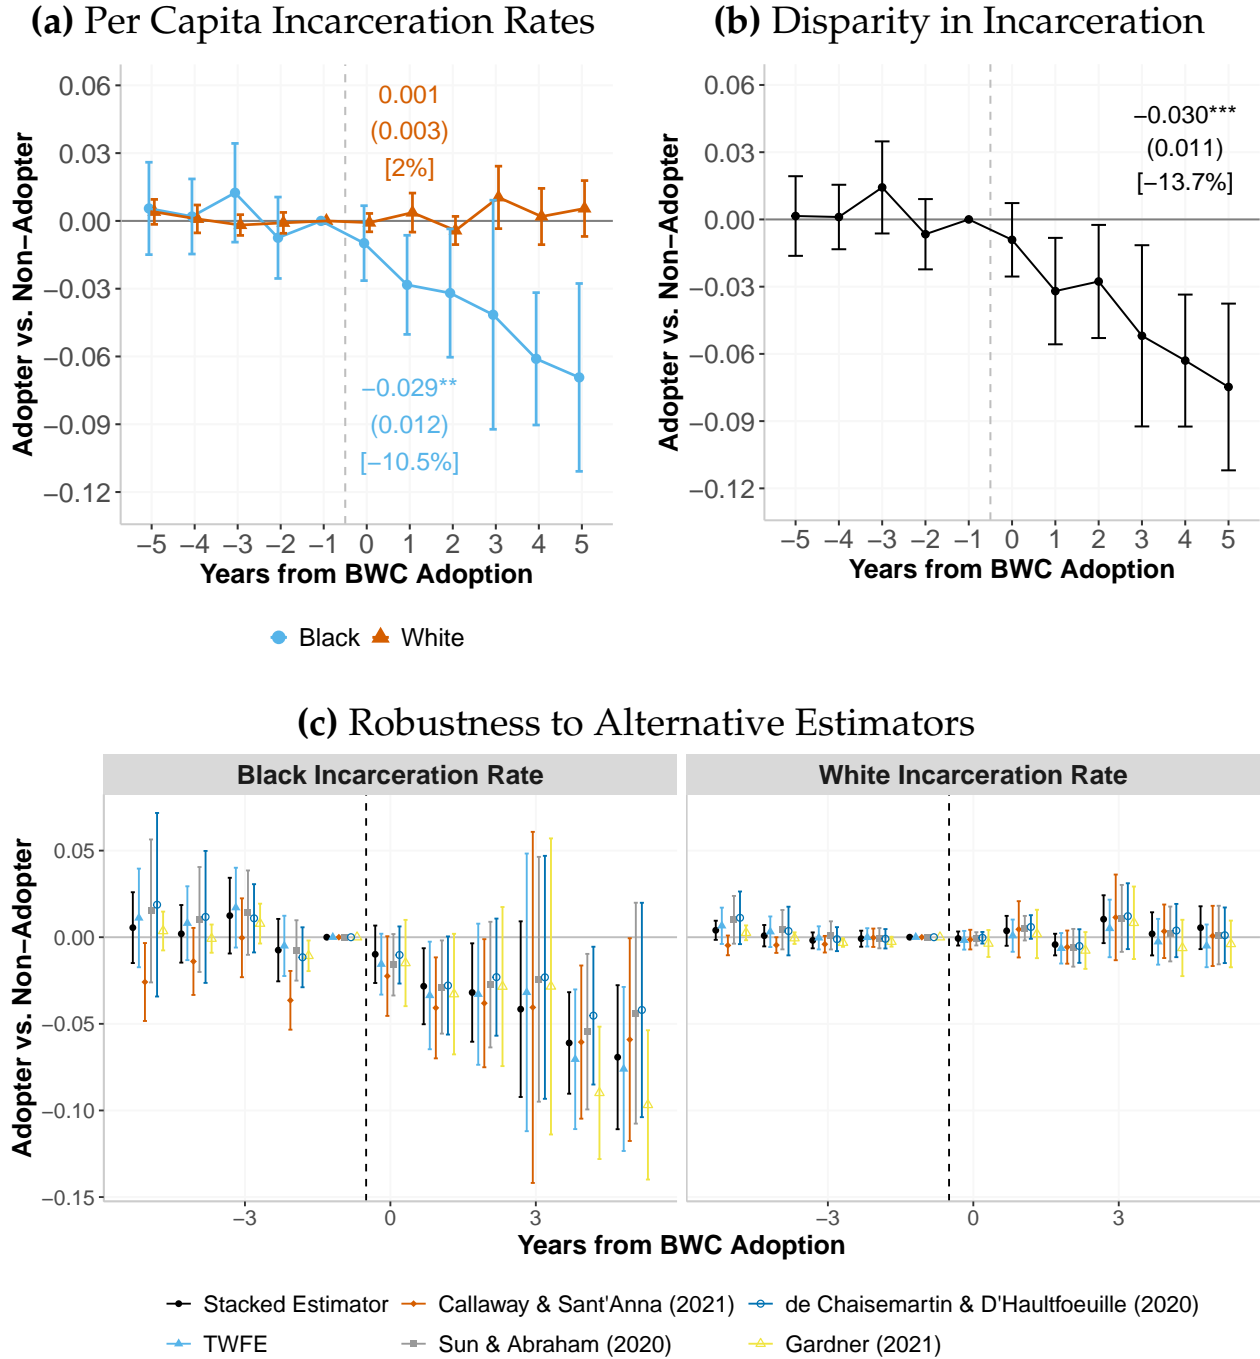 (a) Per Capita Incarceration Rates
Adopter vs. Non−Adopter
0.06
0.03
0.00
−0.03
−0.06
−0.09
−0.12
0.001
(0.003)
[2%]
−0.029**
(0.012)
[−10.5%]
−5 −4 −3 −2 −1 0 1 2 3 4 5
Years from BWC Adoption
Black White
(b) Disparity in Incarceration
Adopter vs. Non−Adopter
0.06
0.03
0.00
−0.03
−0.06
−0.09
−0.12
−0.030***
(0.011)
[−13.7%]
−5 −4 −3 −2 −1 0 1 2 3 4 5
Years from BWC Adoption
(c) Robustness to Alternative Estimators
Black Incarceration Rate White Incarceration Rate
Adopter vs. Non−Adopter
0.05
0.00
−0.05
−0.10
−0.15
−3 0 3 −3 0 3
Years from BWC Adoption
Stacked Estimator Callaway & Sant'Anna (2021) de Chaisemartin & D'Haultfoeuille (2020)
TWFE Sun & Abraham (2020) Gardner (2021)